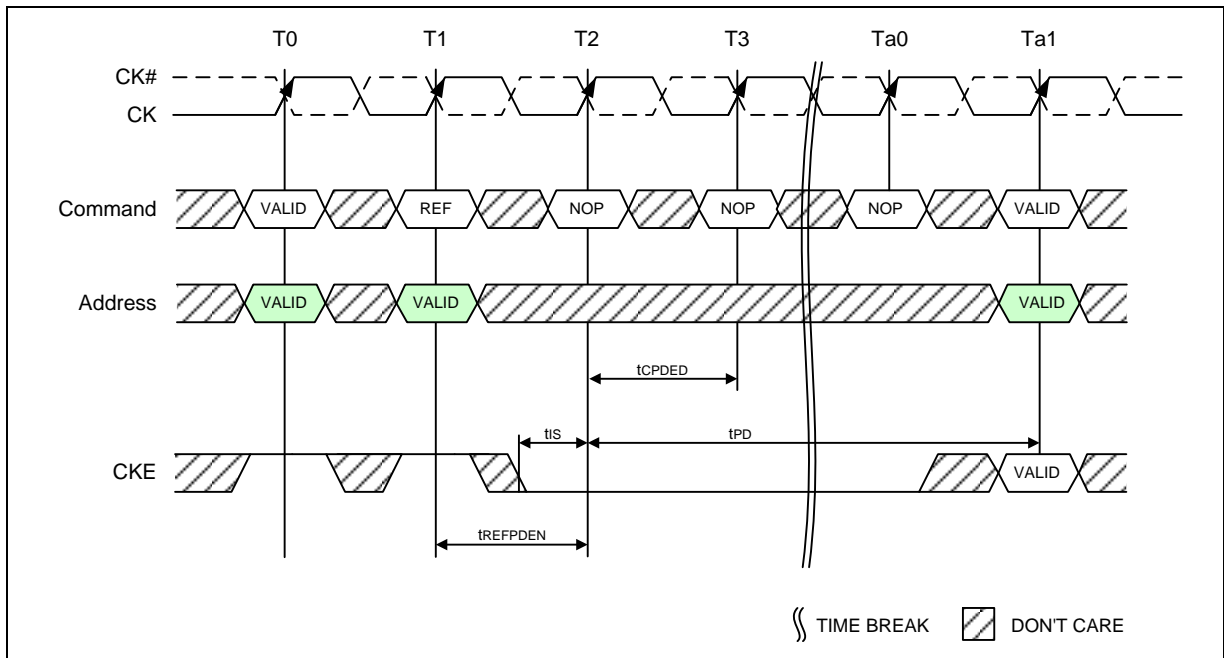 T0 T1 T2 T3 Ta0 Ta1
CK#
CK
Command VALID REF NOP NOP NOP VALID
Address VALID VALID VALID
tCPDED
tIS tPD
CKE VALID
tREFPDEN
TIME BREAK DON'T CARE